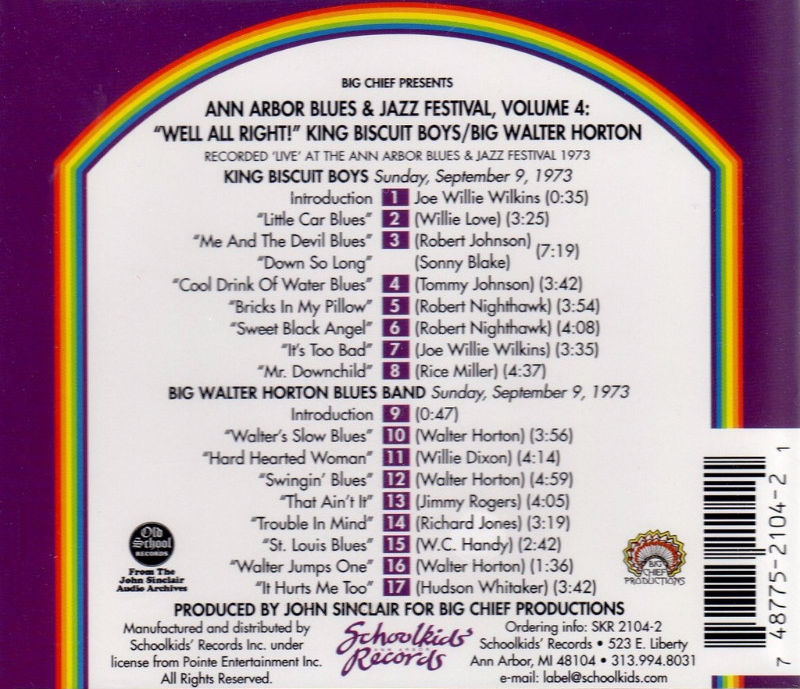 BIG CHIEF PRESENTS
ANN ARBOR BLUES & JAZZ FESTIVAL, VOLUME 4:
"WELL ALL RIGHT!" KING BISCUIT BOYS/BIG WALTER HORTON
RECORDED 'LIVE' AT THE ANN ARBOR BLUES & JAZZ FESTIVAL 1973
KING BISCUIT BOYS Sunday, September 9, 1973
Introduction 1 Joe Willie Wilkins (0:35)
"Little Car Blues" 2 (Willie Love) (3:25)
"Me And The Devil Blues" 3 (Robert Johnson) (7:19)
"Down So Long" (Sonny Blake)
"Cool Drink Of Water Blues" 4 (Tommy Johnson) (3:42)
"Bricks In My Pillow" 5 (Robert Nighthawk) (3:54)
"Sweet Black Angel" 6 (Robert Nighthawk) (4:08)
"It's Too Bad" 7 (Joe Willie Wilkins) (3:35)
"Mr. Downchild" 8 (Rice Miller) (4:37)
BIG WALTER HORTON BLUES BAND Sunday, September 9, 1973
Introduction 9 (0:47)
"Walter's Slow Blues" 10 (Walter Horton) (3:56)
"Hard Hearted Woman" 11 (Willie Dixon) (4:14)
"Swingin' Blues" 12 (Walter Horton) (4:59)
"That Ain't It" 13 (Jimmy Rogers) (4:05)
"Trouble In Mind" 14 (Richard Jones) (3:19)
"St. Louis Blues" 15 (W.C. Handy) (2:42)
"Walter Jumps One" 16 (Walter Horton) (1:36)
"It Hurts Me Too" 17 (Hudson Whitaker) (3:42)
Old School
RECORDS
From The
John Sinclair
Audio Archives
BIG
CHIEF
PRODUCTIONS
PRODUCED BY JOHN SINCLAIR FOR BIG CHIEF PRODUCTIONS
Manufactured and distributed by
Schoolkids' Records Inc. under
license from Pointe Entertainment Inc.
All Rights Reserved.
Schoolkids'
ANN ARBOR
Records
Ordering info: SKR 2104-2
Schoolkids' Records • 523 E. Liberty
Ann Arbor, MI 48104 • 313.994.8031
e-mail: label@schoolkids.com
7 48775-2104-2 1